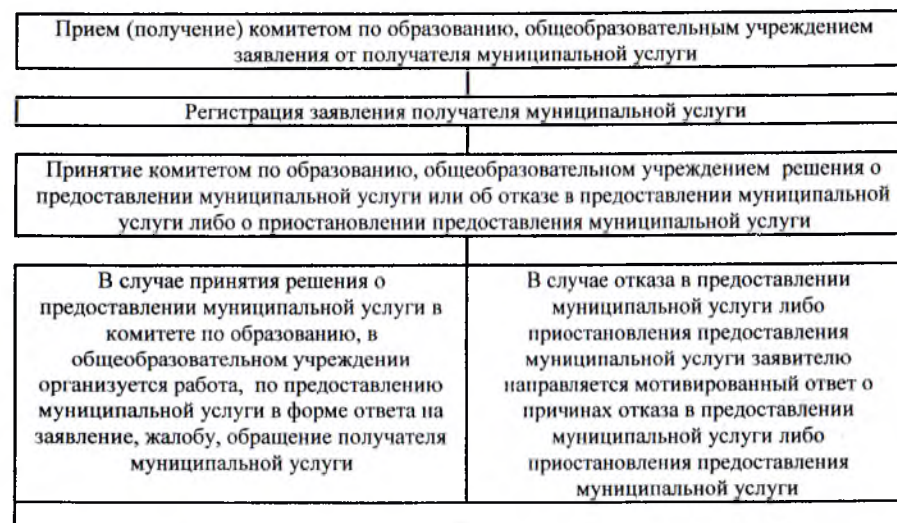 Прием (получение) комитетом по образованию, общеобразовательным учреждением
заявления от получателя муниципальной услуги
Регистрация заявления получателя муниципальной услуги
Принятие комитетом по образованию, общеобразовательном учреждением решения о
предоставлении муниципальной услуги или об отказе в предоставлении муниципальной
услуги либо о приостановлении предоставления муниципальной услуги
В случае принятия решения о
предоставлении муниципальной услуги в
комитете по образованию, в
общеобразовательном учреждении
организуется работа, по предоставлению
муниципальной услуги в форме ответа на
заявление, жалобу, обращение получателя
муниципальной услуги
В случае отказа в предоставлении
муниципальной услуги либо
приостановления предоставления
муниципальной услуги заявителю
направляется мотивированный ответ о
причинах отказа в предоставлении
муниципальной услуги либо
приостановления предоставления
муниципальной услуги